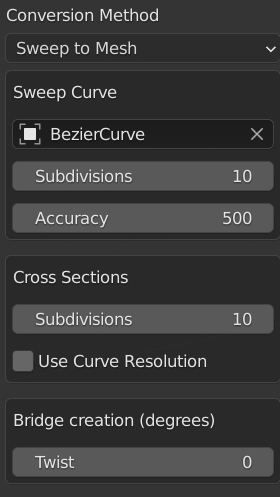 Conversion Method
Sweep to Mesh
Sweep Curve
BezierCurve
Subdivisions 10
Accuracy 500
Cross Sections
Subdivisions 10
Use Curve Resolution
Bridge creation (degrees)
Twist 0